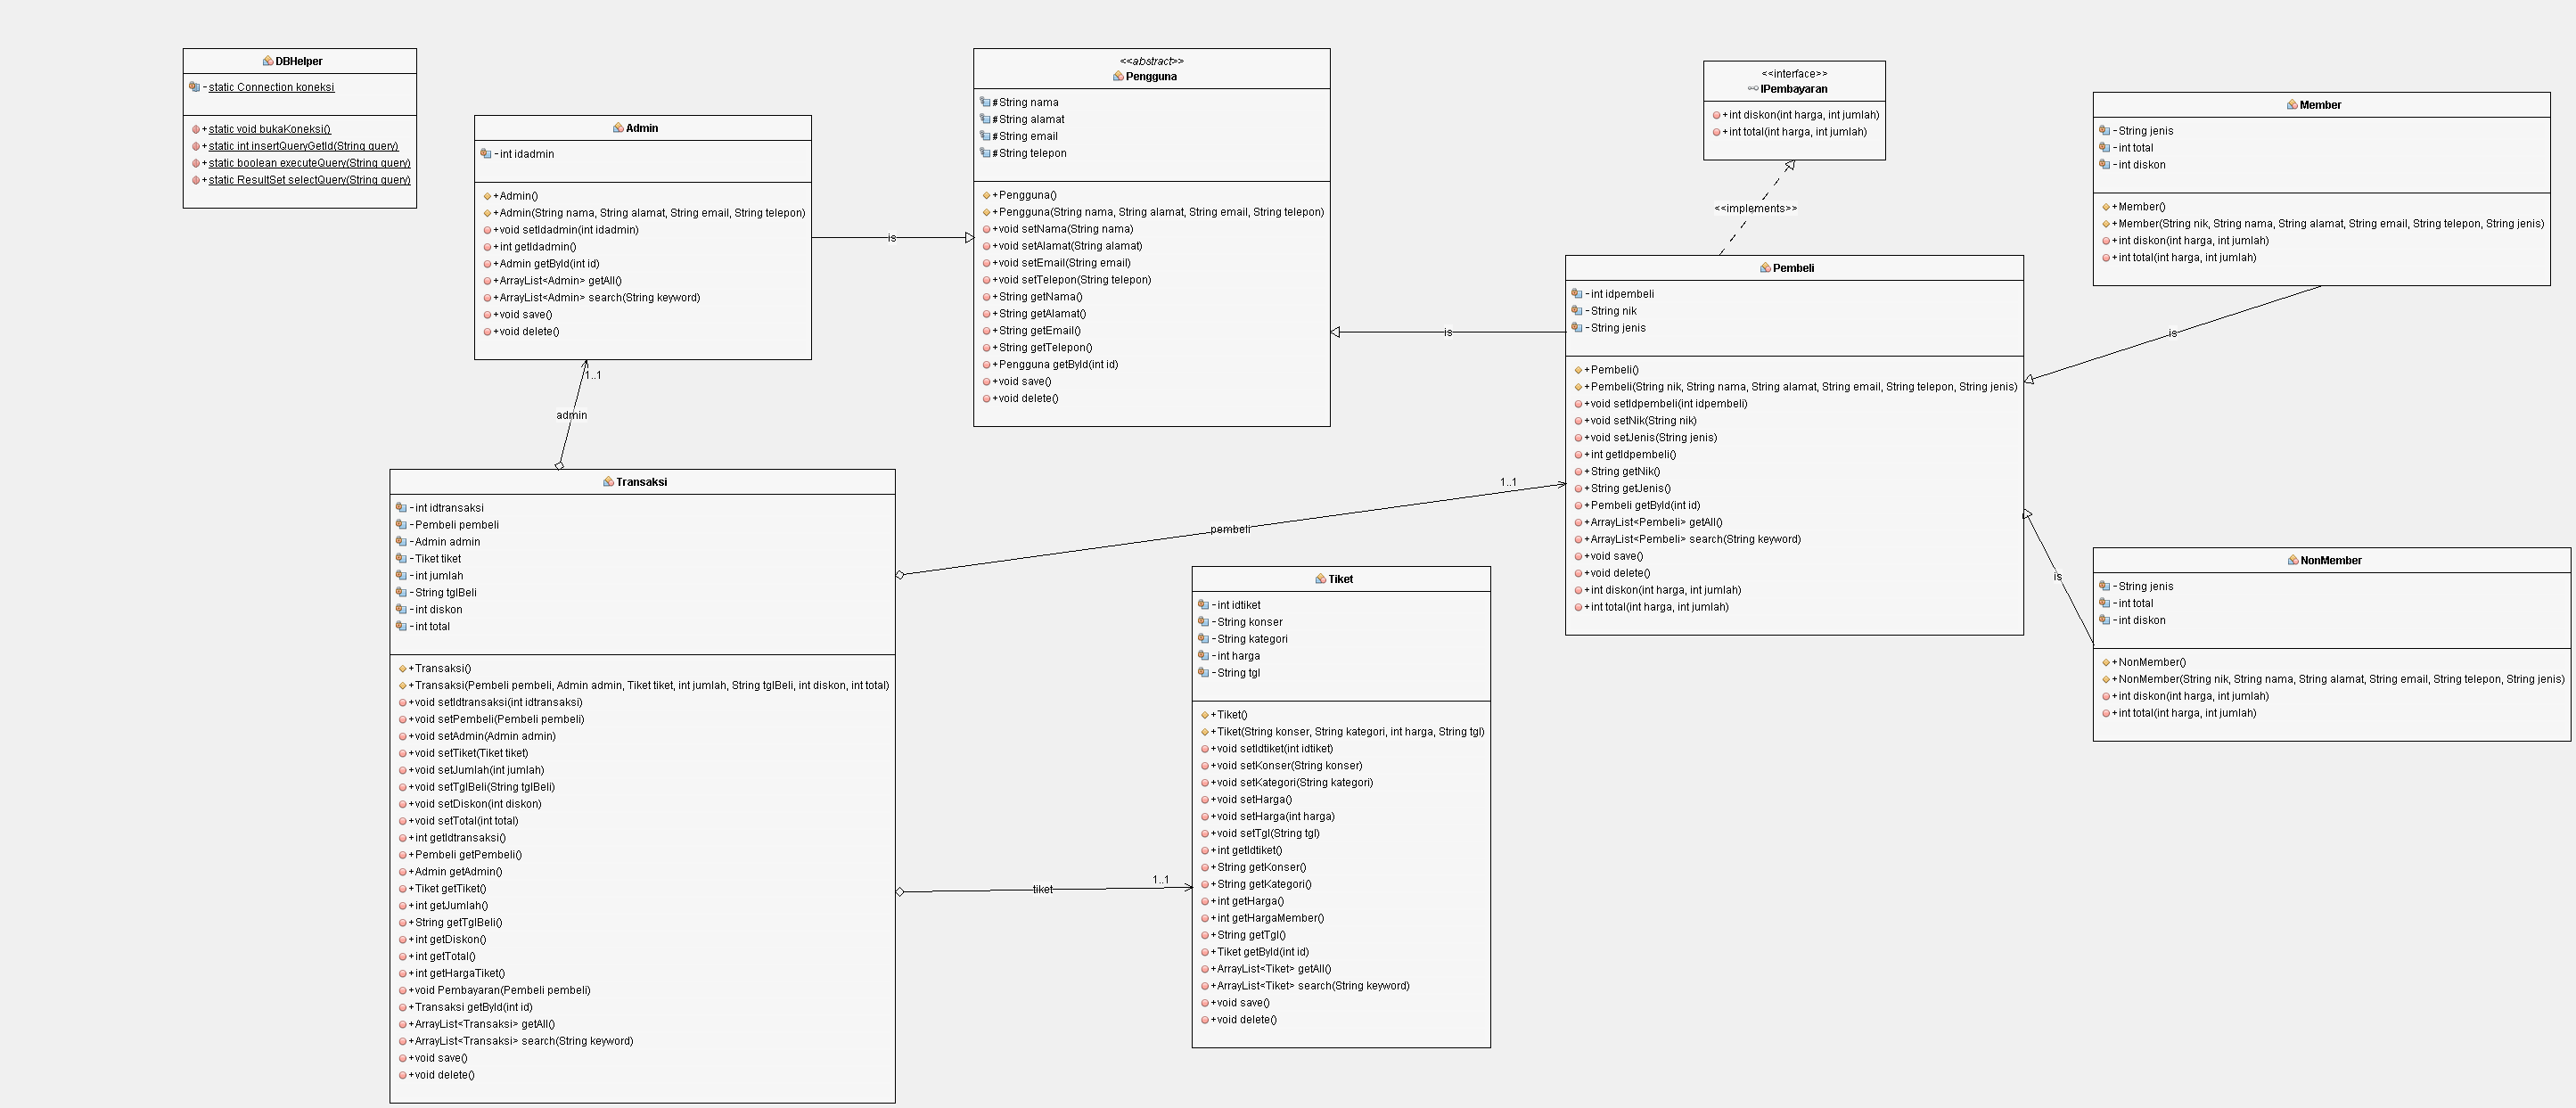 DBHelper
- static Connection koneksi
+ static void bukaKoneksi()
+ static int insertQueryGetId(String query)
+ static boolean executeQuery(String query)
+ static ResultSet selectQuery(String query)
Admin
- int idadmin
+ Admin()
+ Admin(String nama, String alamat, String email, String telepon)
+ void setIdadmin(int idadmin)
+ int getIdadmin()
+ Admin getById(int id)
+ ArrayList<Admin> getAll()
+ ArrayList<Admin> search(String keyword)
+ void save()
+ void delete()
is
<<abstract>>
Pengguna
# String nama
# String alamat
# String email
# String telepon
+ Pengguna()
+ Pengguna(String nama, String alamat, String email, String telepon)
+ void setNama(String nama)
+ void setAlamat(String alamat)
+ void setEmail(String email)
+ void setTelepon(String telepon)
+ String getNama()
+ String getAlamat()
+ String getEmail()
+ String getTelepon()
+ Pengguna getById(int id)
+ void save()
+ void delete()
is
<<interface>>
IPembayaran
+ int diskon(int harga, int jumlah)
+ int total(int harga, int jumlah)
<<implements>>
Pembeli
- int idpembeli
- String nik
- String jenis
+ Pembeli()
+ Pembeli(String nik, String nama, String alamat, String email, String telepon, String jenis)
+ void setIdpembeli(int idpembeli)
+ void setNik(String nik)
+ void setJenis(String jenis)
+ int getIdpembeli()
+ String getNik()
+ String getJenis()
+ Pembeli getById(int id)
+ ArrayList<Pembeli> getAll()
+ ArrayList<Pembeli> search(String keyword)
+ void save()
+ void delete()
+ int diskon(int harga, int jumlah)
+ int total(int harga, int jumlah)
Member
- String jenis
- int total
- int diskon
+ Member()
+ Member(String nik, String nama, String alamat, String email, String telepon, String jenis)
+ int diskon(int harga, int jumlah)
+ int total(int harga, int jumlah)
is
is
NonMember
- String jenis
- int total
- int diskon
+ NonMember()
+ NonMember(String nik, String nama, String alamat, String email, String telepon, String jenis)
+ int diskon(int harga, int jumlah)
+ int total(int harga, int jumlah)
1..1
admin
Transaksi
- int idtransaksi
- Pembeli pembeli
- Admin admin
- Tiket tiket
- int jumlah
- String tglBeli
- int diskon
- int total
+ Transaksi()
+ Transaksi(Pembeli pembeli, Admin admin, Tiket tiket, int jumlah, String tglBeli, int diskon, int total)
+ void setIdtransaksi(int idtransaksi)
+ void setPembeli(Pembeli pembeli)
+ void setAdmin(Admin admin)
+ void setTiket(Tiket tiket)
+ void setJumlah(int jumlah)
+ void setTglBeli(String tglBeli)
+ void setDiskon(int diskon)
+ void setTotal(int total)
+ int getIdtransaksi()
+ Pembeli getPembeli()
+ Admin getAdmin()
+ Tiket getTiket()
+ int getJumlah()
+ String getTglBeli()
+ int getDiskon()
+ int getTotal()
+ int getHargaTiket()
+ void Pembayaran(Pembeli pembeli)
+ Transaksi getById(int id)
+ ArrayList<Transaksi> getAll()
+ ArrayList<Transaksi> search(String keyword)
+ void save()
+ void delete()
pembeli
1..1
tiket
1..1
Tiket
- int idtiket
- String konser
- String kategori
- int harga
- String tgl
+ Tiket()
+ Tiket(String konser, String kategori, int harga, String tgl)
+ void setIdtiket(int idtiket)
+ void setKonser(String konser)
+ void setKategori(String kategori)
+ void setHarga()
+ void setHarga(int harga)
+ void setTgl(String tgl)
+ int getIdtiket()
+ String getKonser()
+ String getKategori()
+ int getHarga()
+ int getHargaMember()
+ String getTgl()
+ Tiket getById(int id)
+ ArrayList<Tiket> getAll()
+ ArrayList<Tiket> search(String keyword)
+ void save()
+ void delete()